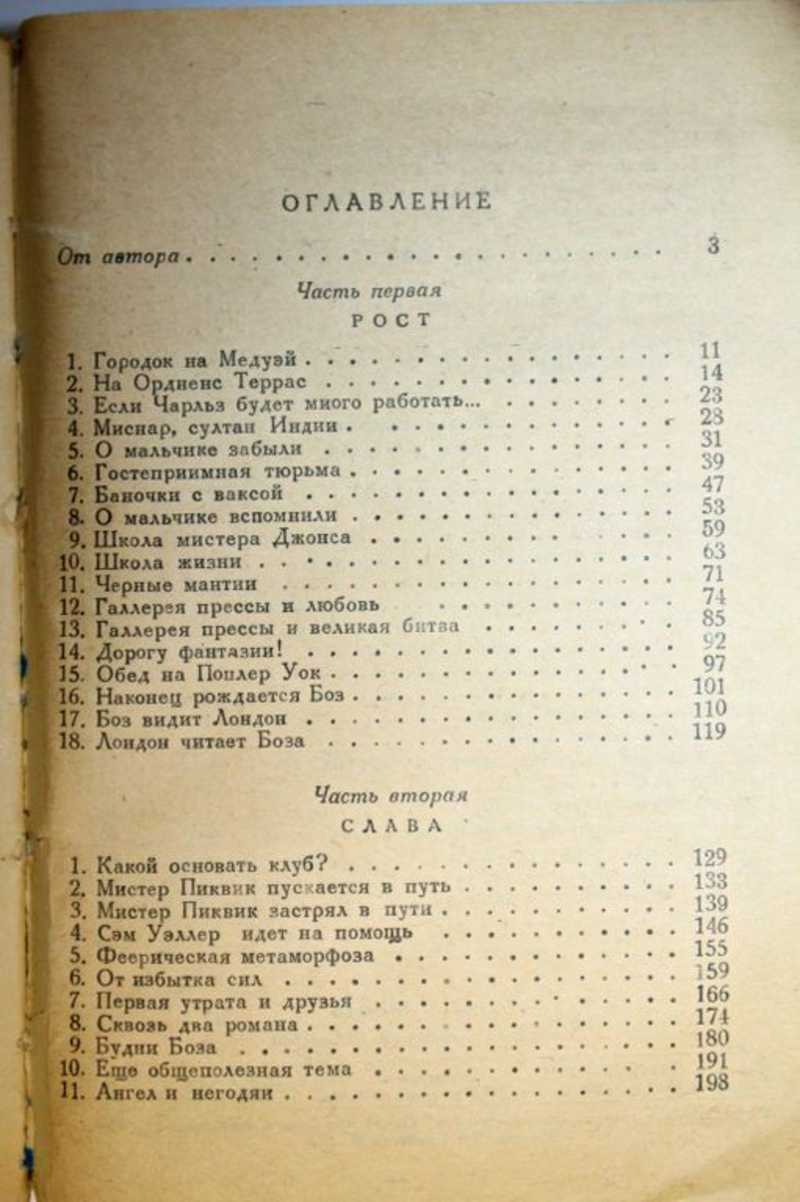 ОГЛАВЛЕНИЕ
От автора 3
Часть первая
РОСТ
1. Городок на Медуэй 11
2. На Ордненс Террас 14
3. Если Чарльз будет много работать... 23
4. Миснар, султан Индии 23
5. О мальчике забыли 31
6. Гостеприимная тюрьма 39
7. Баночки с ваксой 47
8. О мальчике вспомнили 53
9. Школа мистера Джонса 59
10. Школа жизни 63
11. Черные мантии 71
12. Галлерея прессы и любовь 74
13. Галлерея прессы и великая битва 85
14. Дорогу фантазии! 92
15. Обед на Поплер Уок 97
16. Наконец рождается Боз 101
17. Боз видит Лондон 110
18. Лондон читает Боза 119
Часть вторая
СЛАВА
1. Какой основать клуб? 129
2. Мистер Пиквик пускается в путь 133
3. Мистер Пиквик застрял в пути 139
4. Сэм Уэллер идет на помощь 146
5. Феерическая метаморфоза 155
6. От избытка сил 159
7. Первая утрата и друзья 166
8. Сквозь два романа 174
9. Будни Боза 180
10. Еще общеполезная тема 191
11. Ангел и негодяи 198